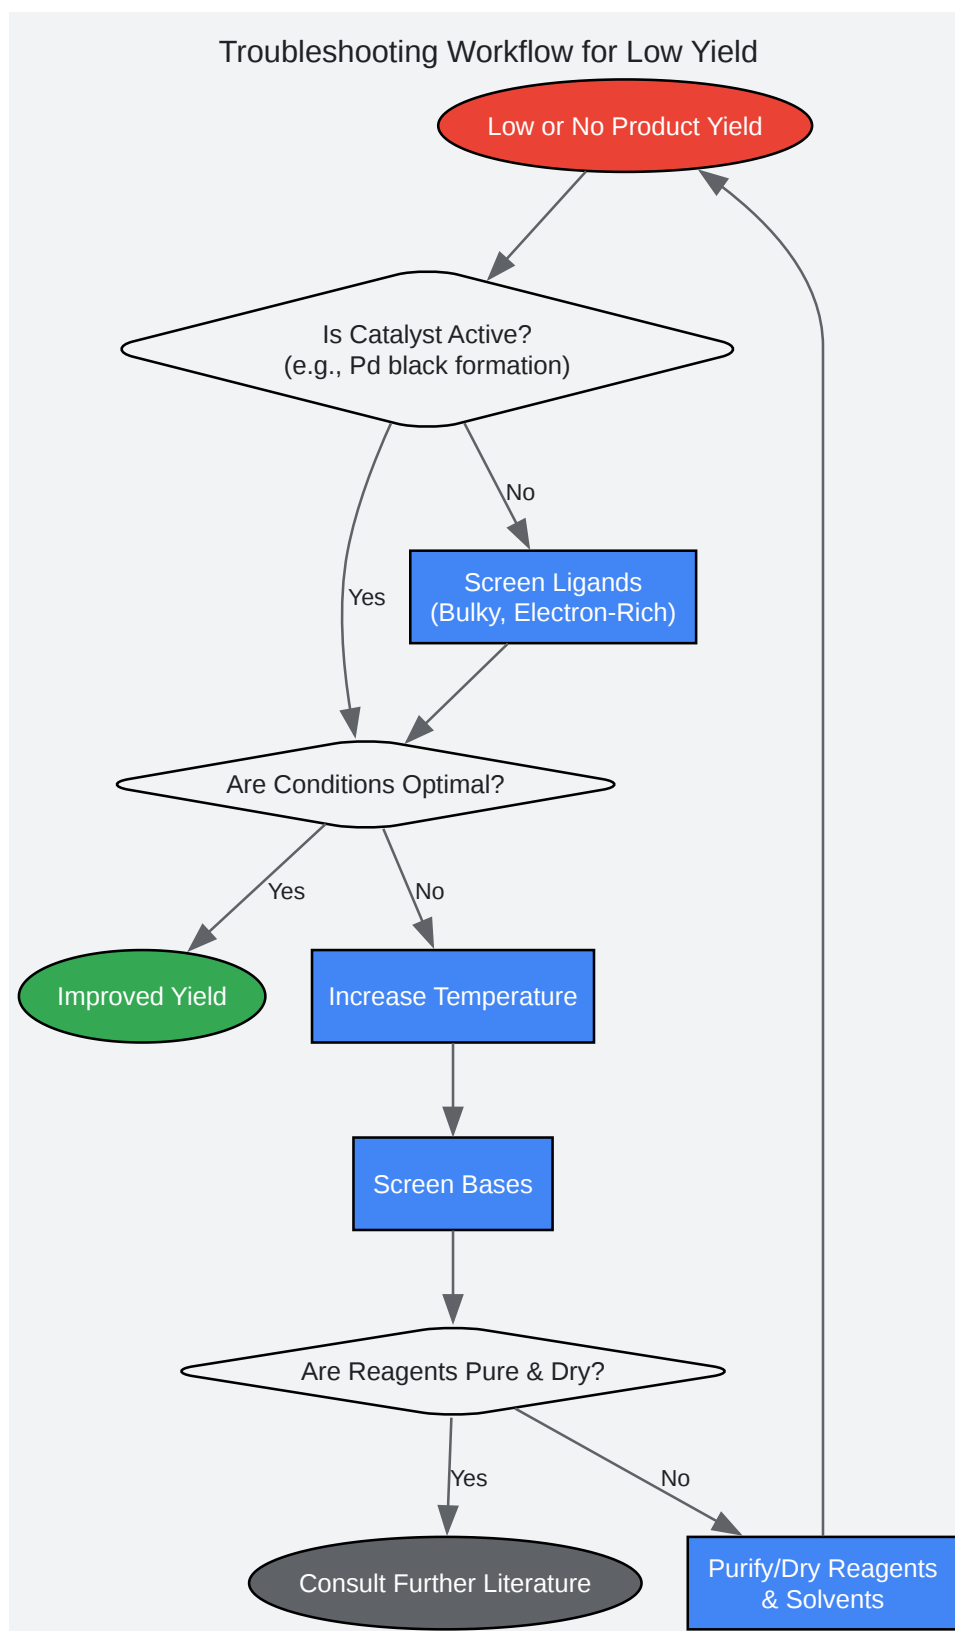 Troubleshooting Workflow for Low Yield
Low or No Product Yield
Is Catalyst Active?
(e.g., Pd black formation)
No
Screen Ligands
(Bulky, Electron-Rich)
Yes
Are Conditions Optimal?
Yes
No
Improved Yield
Increase Temperature
Screen Bases
Are Reagents Pure & Dry?
Yes
No
Consult Further Literature
Purify/Dry Reagents
& Solvents